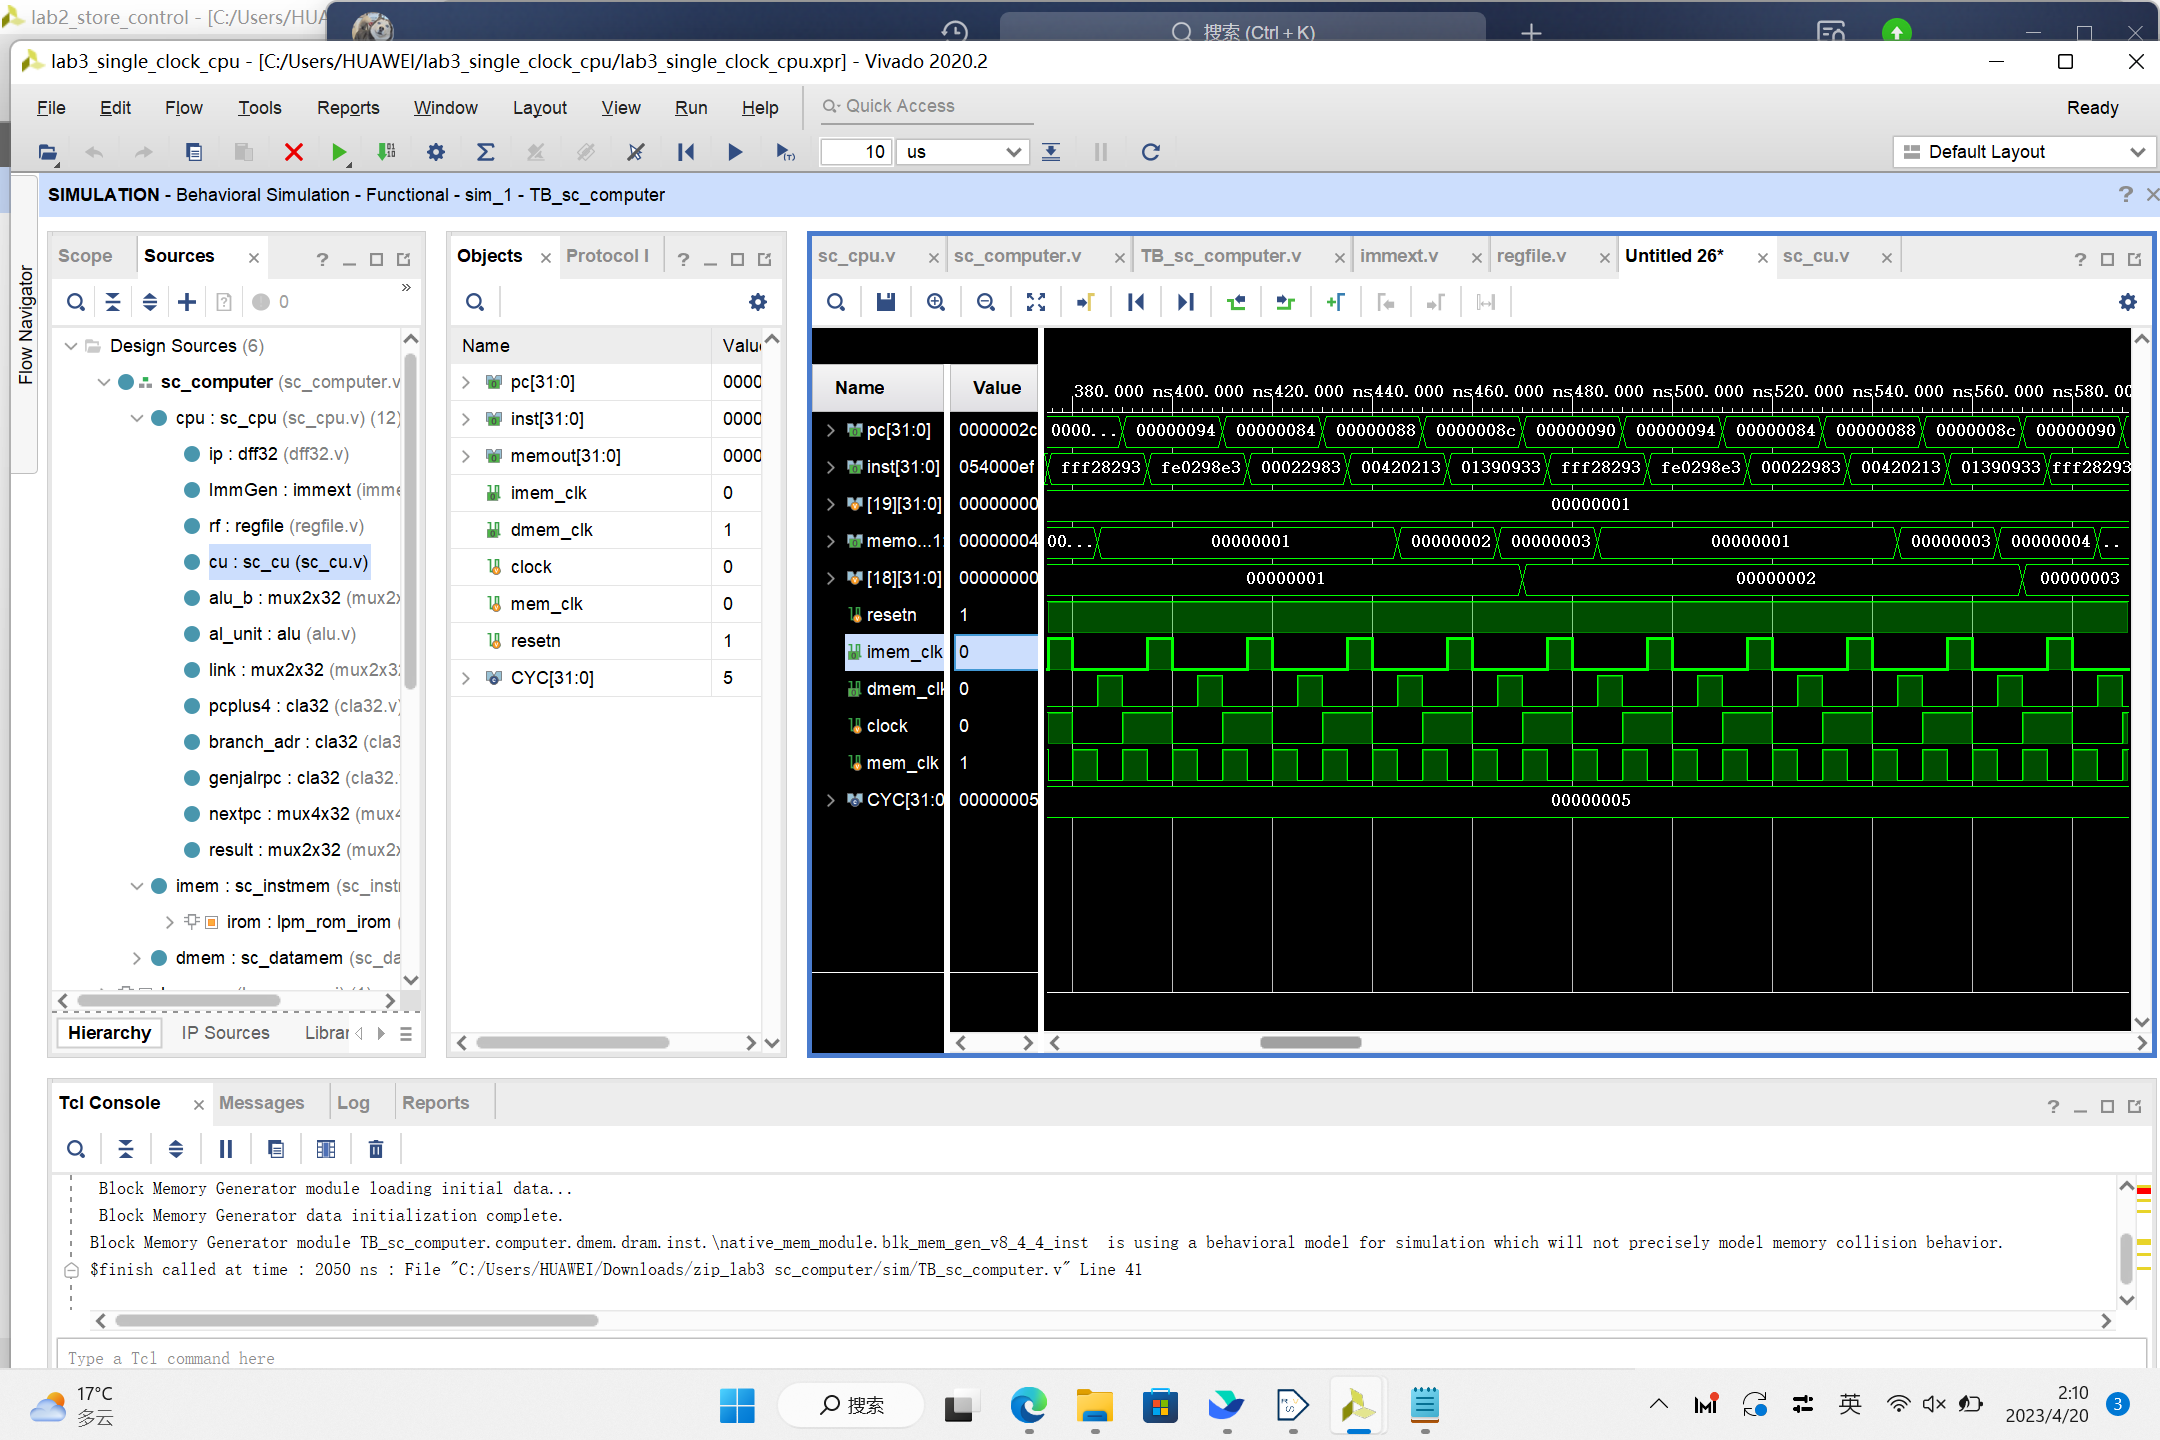 lab2_store_control - [C:/Users/HUA
搜索 (Ctrl + K)
lab3_single_clock_cpu - [C:/Users/HUAWEI/lab3_single_clock_cpu/lab3_single_clock_cpu.xpr] - Vivado 2020.2
File Edit Flow Tools Reports Window Layout View Run Help Quick Access Ready
10 us Default Layout
SIMULATION - Behavioral Simulation - Functional - sim_1 - TB_sc_computer
Flow Navigator
Scope Sources
0
Design Sources (6)
sc_computer (sc_computer.v
cpu : sc_cpu (sc_cpu.v) (12)
ip : dff32 (dff32.v)
ImmGen : immext (imme
rf : regfile (regfile.v)
cu : sc_cu (sc_cu.v)
alu_b : mux2x32 (mux2x
al_unit : alu (alu.v)
link : mux2x32 (mux2x3
pcplus4 : cla32 (cla32.v)
branch_adr : cla32 (cla3
genjalrpc : cla32 (cla32.
nextpc : mux4x32 (mux4
result : mux2x32 (mux2x
imem : sc_instmem (sc_inst
irom : lpm_rom_irom (
dmem : sc_datamem (sc_da
Hierarchy IP Sources Librar
Objects Protocol I
Name Valu
pc[31:0] 0000
inst[31:0] 0000
memout[31:0] 0000
imem_clk 0
dmem_clk 1
clock 0
mem_clk 0
resetn 1
CYC[31:0] 5
sc_cpu.v sc_computer.v TB_sc_computer.v immext.v regfile.v Untitled 26* sc_cu.v
Name Value
380.000 ns 400.000 ns 420.000 ns 440.000 ns 460.000 ns 480.000 ns 500.000 ns 520.000 ns 540.000 ns 560.000 ns 580.00
pc[31:0] 0000002c 0000... 00000094 00000084 00000088 0000008c 00000090 00000094 00000084 00000088 0000008c 00000090
inst[31:0] 054000ef fff28293 fe0298e3 00022983 00420213 01390933 fff28293 fe0298e3 00022983 00420213 01390933 fff28293
[19][31:0] 00000000 00000001
memo...1: 00000004 00... 00000001 00000002 00000003 00000001 00000003 00000004 ..
[18][31:0] 00000000 00000001 00000002 00000003
resetn 1
imem_clk 0
dmem_clk 0
clock 0
mem_clk 1
CYC[31:0 00000005 00000005
Tcl Console Messages Log Reports
Block Memory Generator module loading initial data...
Block Memory Generator data initialization complete.
Block Memory Generator module TB_sc_computer.computer.dmem.dram.inst.\native_mem_module.blk_mem_gen_v8_4_4_inst is using a behavioral model for simulation which will not precisely model memory collision behavior.
$finish called at time : 2050 ns : File "C:/Users/HUAWEI/Downloads/zip_lab3 sc_computer/sim/TB_sc_computer.v" Line 41
Type a Tcl command here
17°C
多云
搜索
英
2:10
2023/4/20
3